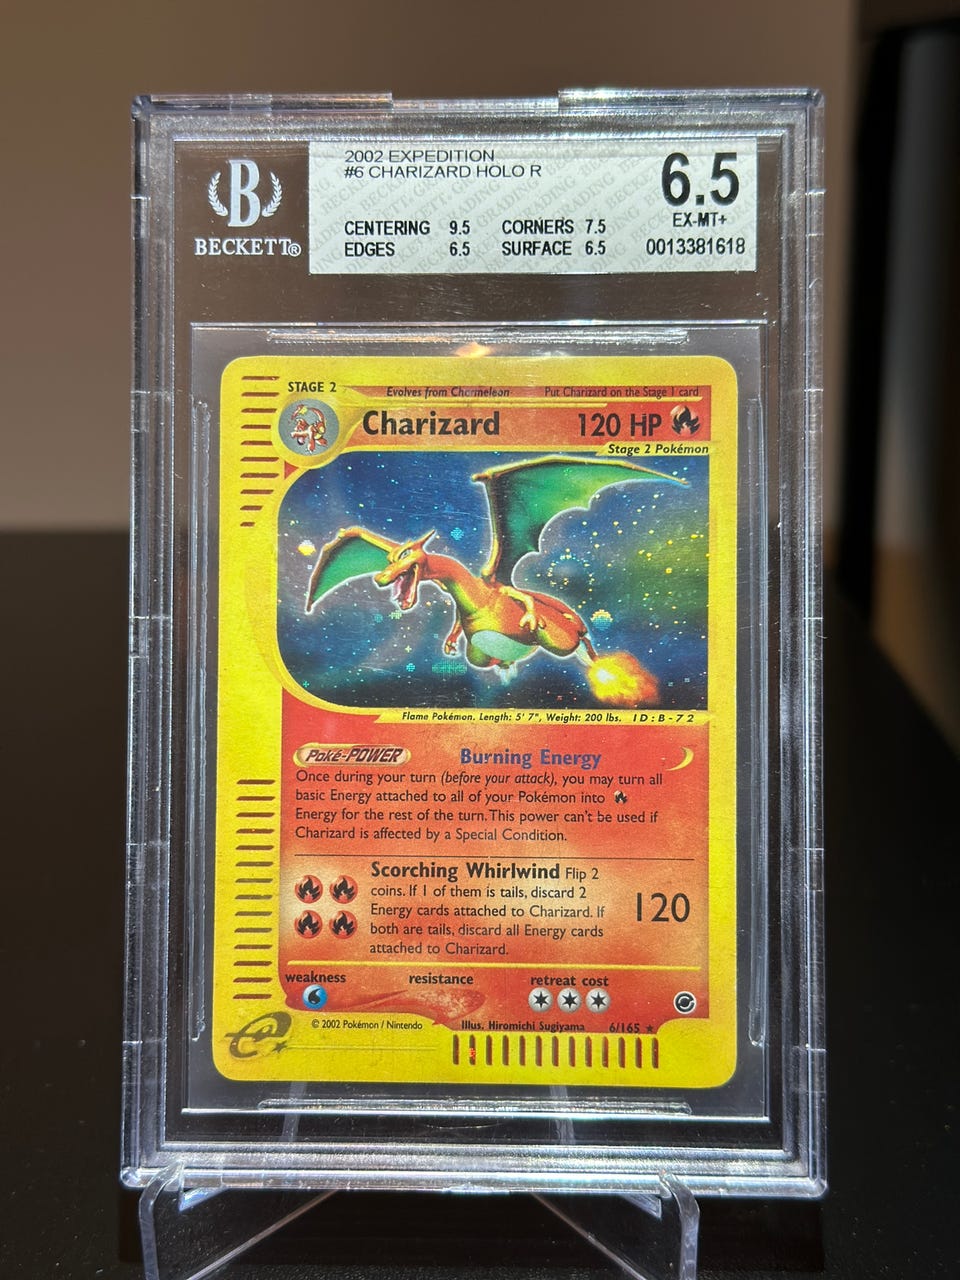 2002 EXPEDITION
#6 CHARIZARD HOLO R
6.5
EX-MT+
0013381618
CENTERING 9.5 CORNERS 7.5
EDGES 6.5 SURFACE 6.5
B
BECKETT®
STAGE 2 Evolves from Charmeleon Put Charizard on the Stage 1 card
Charizard 120 HP
Stage 2 Pokémon
Flame Pokémon. Length: 5' 7", Weight: 200 lbs. ID:B-72
Poké-POWER Burning Energy
Once during your turn (before your attack), you may turn all
basic Energy attached to all of your Pokémon into
Energy for the rest of the turn. This power can't be used if
Charizard is affected by a Special Condition.
Scorching Whirlwind Flip 2
coins. If 1 of them is tails, discard 2
Energy cards attached to Charizard. If
both are tails, discard all Energy cards
attached to Charizard.
120
weakness resistance retreat cost
© 2002 Pokémon / Nintendo Illus. Hiromichi Sugiyama 6/165 ★
e